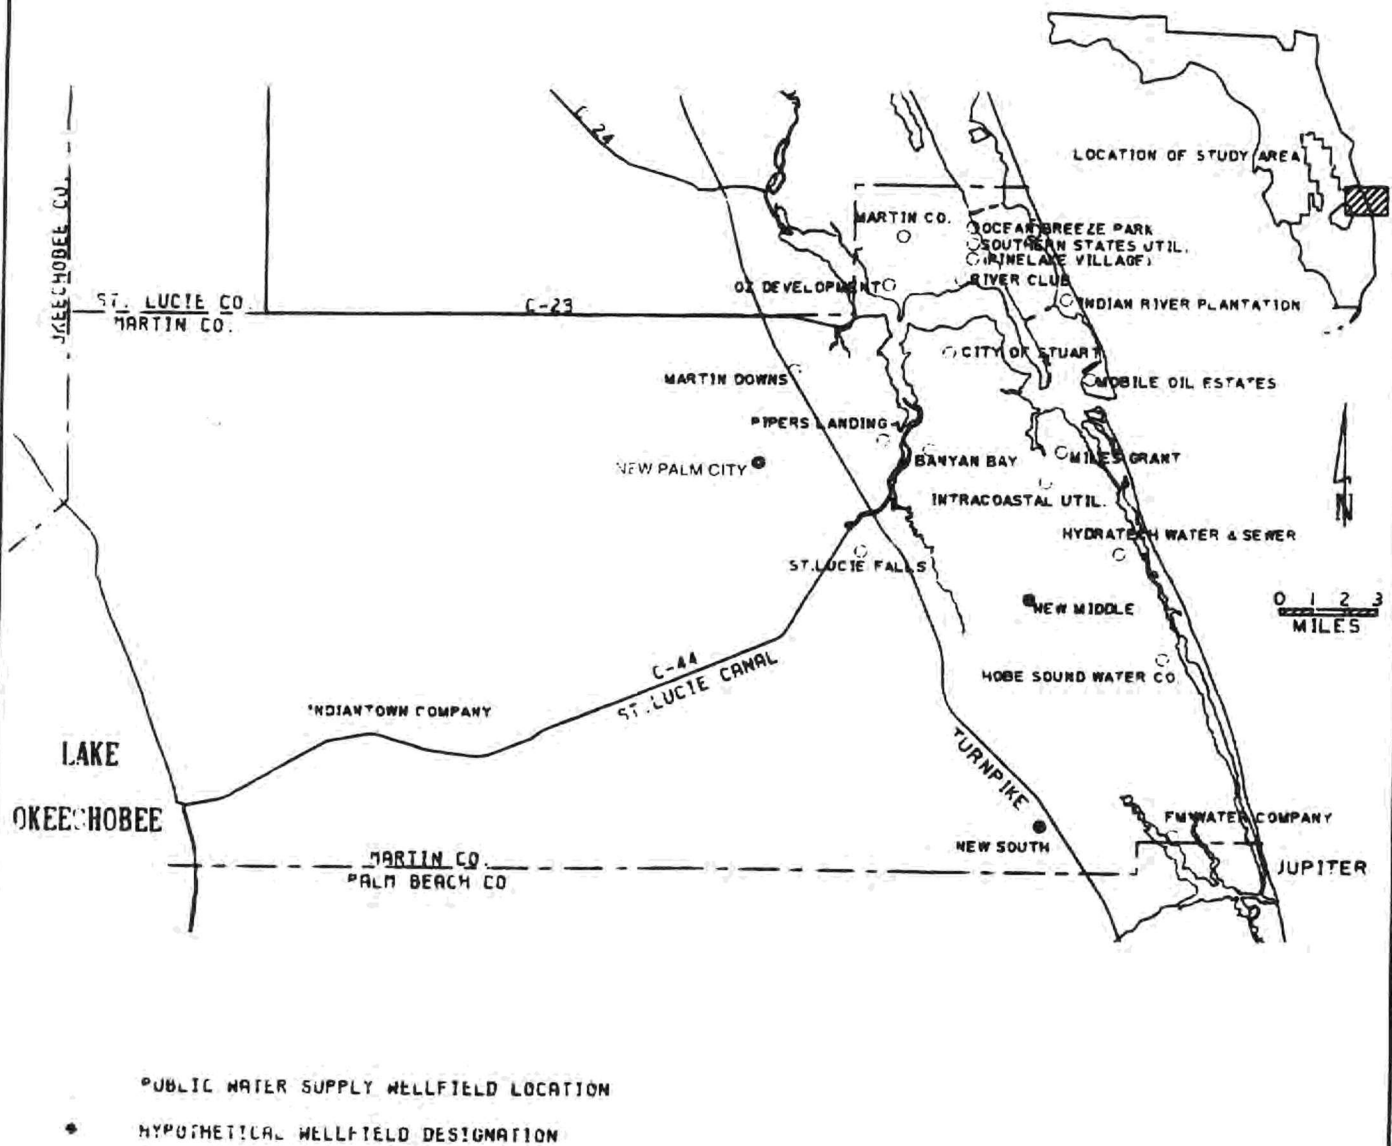 C-24
LOCATION OF STUDY AREA
OKEECHOBEE CO.
MARTIN CO.
OCEAN BREEZE PARK
SOUTHERN STATES UTIL.
(PINELAKE VILLAGE)
RIVER CLUB
OZ DEVELOPMENT
ST. LUCIE CO.
MARTIN CO.
C-23
INDIAN RIVER PLANTATION
CITY OF STUART
MARTIN DOWNS
MOBILE OIL ESTATES
PIPERS LANDING
NEW PALM CITY
BANYAN BAY
MILES GRANT
INTRACOASTAL UTIL.
N
HYDRATECH WATER & SEWER
ST.LUCIE FALLS
NEW MIDDLE
0 1 2 3
MILES
C-44
ST.LUCIE CANAL
HOBE SOUND WATER CO.
INDIANTOWN COMPANY
LAKE
OKEECHOBEE
TURNPIKE
NEW SOUTH
WATER COMPANY
JUPITER
MARTIN CO.
PALM BEACH CO
PUBLIC WATER SUPPLY WELLFIELD LOCATION
HYPOTHETICAL WELLFIELD DESIGNATION